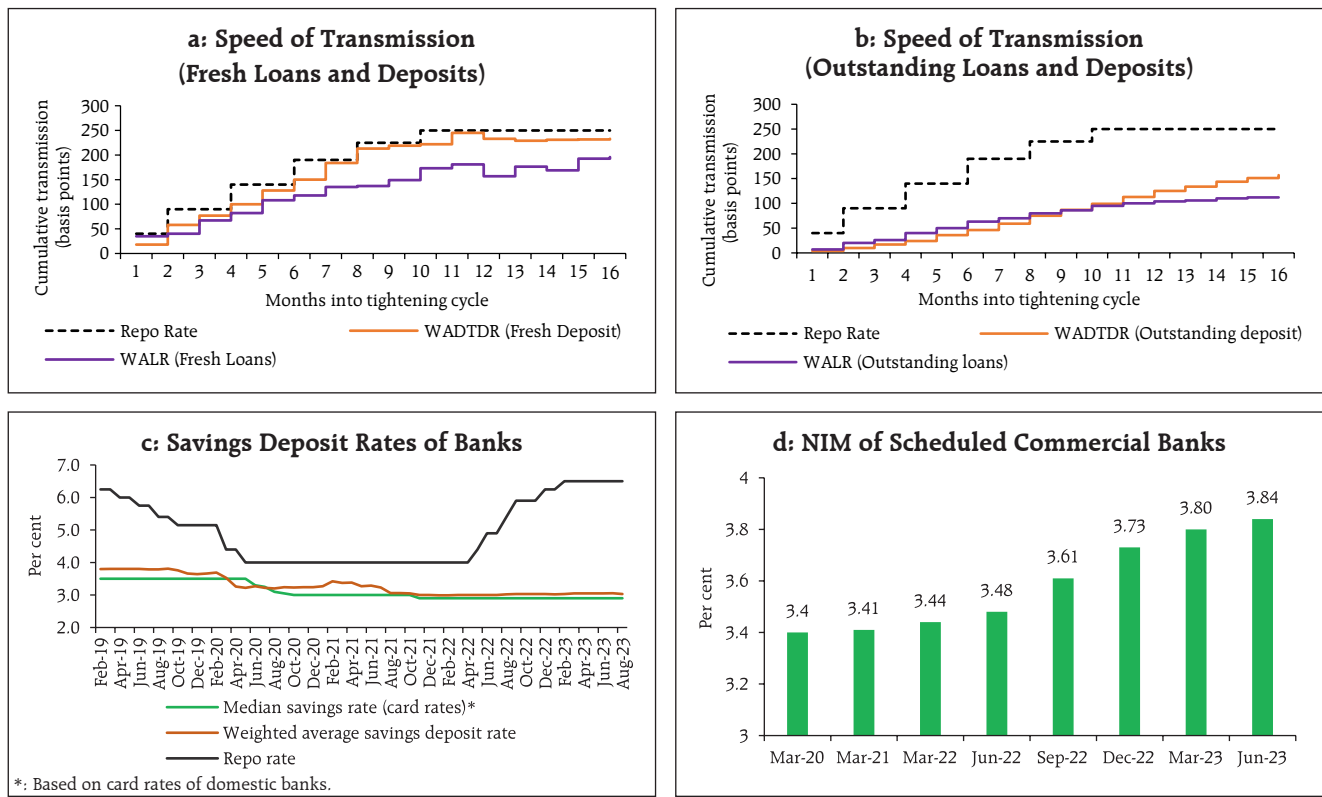 a: Speed of Transmission
(Fresh Loans and Deposits)
Cumulative transmission
(basis points)
300
250
200
150
100
50
0
1 2 3 4 5 6 7 8 9 10 11 12 13 14 15 16
Months into tightening cycle
Repo Rate
WADTDR (Fresh Deposit)
WALR (Fresh Loans)
b: Speed of Transmission
(Outstanding Loans and Deposits)
Cumulative transmission
(basis points)
300
250
200
150
100
50
0
1 2 3 4 5 6 7 8 9 10 11 12 13 14 15 16
Months into tightening cycle
Repo Rate
WADTDR (Outstanding deposit)
WALR (Outstanding loans)
c: Savings Deposit Rates of Banks
Per cent
7.0
6.0
5.0
4.0
3.0
2.0
Feb-19
Apr-19
Jun-19
Aug-19
Oct-19
Dec-19
Feb-20
Apr-20
Jun-20
Aug-20
Oct-20
Dec-20
Feb-21
Apr-21
Jun-21
Aug-21
Oct-21
Dec-21
Feb-22
Apr-22
Jun-22
Aug-22
Oct-22
Dec-22
Feb-23
Apr-23
Jun-23
Aug-23
Median savings rate (card rates)*
Weighted average savings deposit rate
Repo rate
*: Based on card rates of domestic banks.
d: NIM of Scheduled Commercial Banks
Per cent
4
3.8
3.6
3.4
3.2
3
3.4
3.41
3.44
3.48
3.61
3.73
3.80
3.84
Mar-20 Mar-21 Mar-22 Jun-22 Sep-22 Dec-22 Mar-23 Jun-23